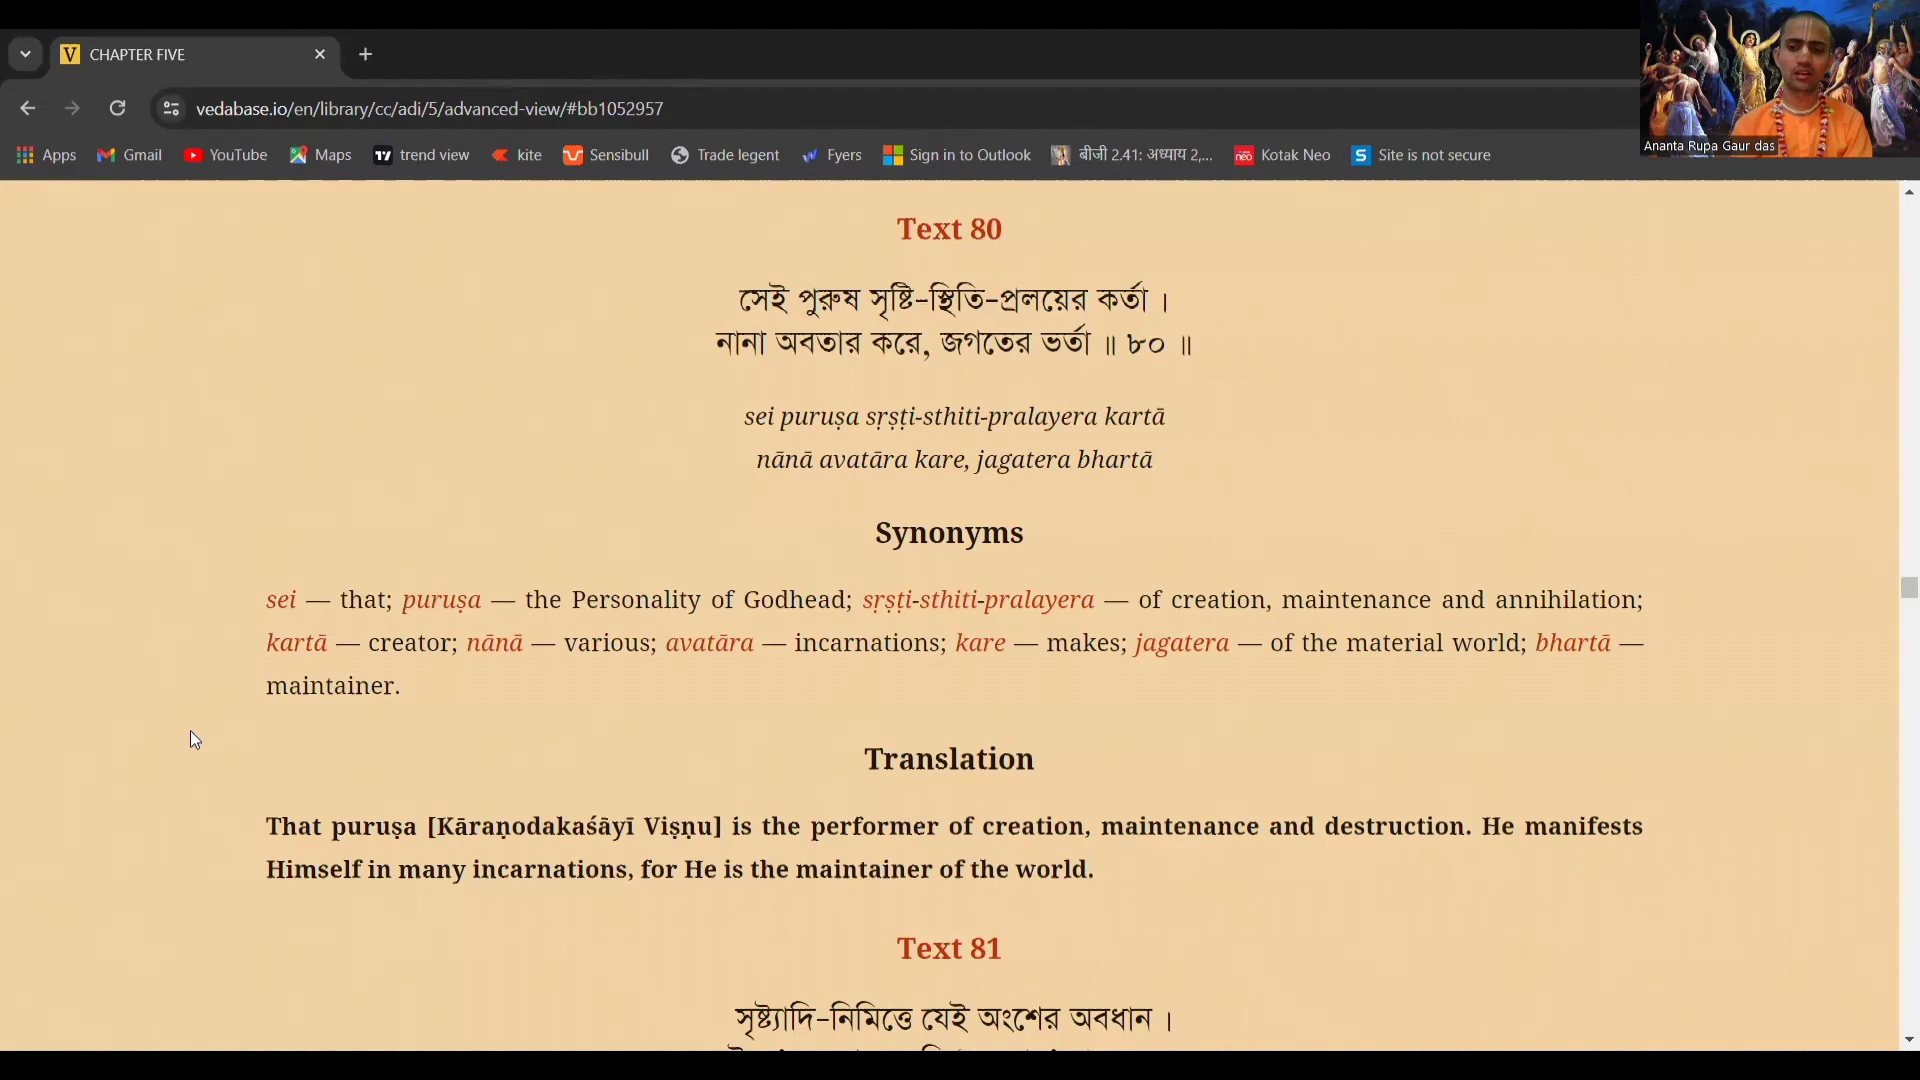 CHAPTER FIVE
vedabase.io/en/library/cc/adi/5/advanced-view/#bb1052957
Apps Gmail YouTube Maps trend view kite Sensibull Trade legent Fyers Sign in to Outlook बीजी 2.41: अध्याय 2,... Kotak Neo Site is not secure
Ananta Rupa Gaur das
Text 80
সেই পুরুষ সৃষ্টি-স্থিতি-প্রলয়ের কর্তা ।
নানা অবতার করে, জগতের ভর্তা ॥ ৮০ ॥
sei puruṣa sṛṣṭi-sthiti-pralayera kartā
nānā avatāra kare, jagatera bhartā
Synonyms
sei — that; puruṣa — the Personality of Godhead; sṛṣṭi-sthiti-pralayera — of creation, maintenance and annihilation;
kartā — creator; nānā — various; avatāra — incarnations; kare — makes; jagatera — of the material world; bhartā —
maintainer.
Translation
That puruṣa [Kāraṇodakaśāyī Viṣṇu] is the performer of creation, maintenance and destruction. He manifests
Himself in many incarnations, for He is the maintainer of the world.
Text 81
সৃষ্ট্যাদি-নিমিত্তে যেই অংশের অবধান ।